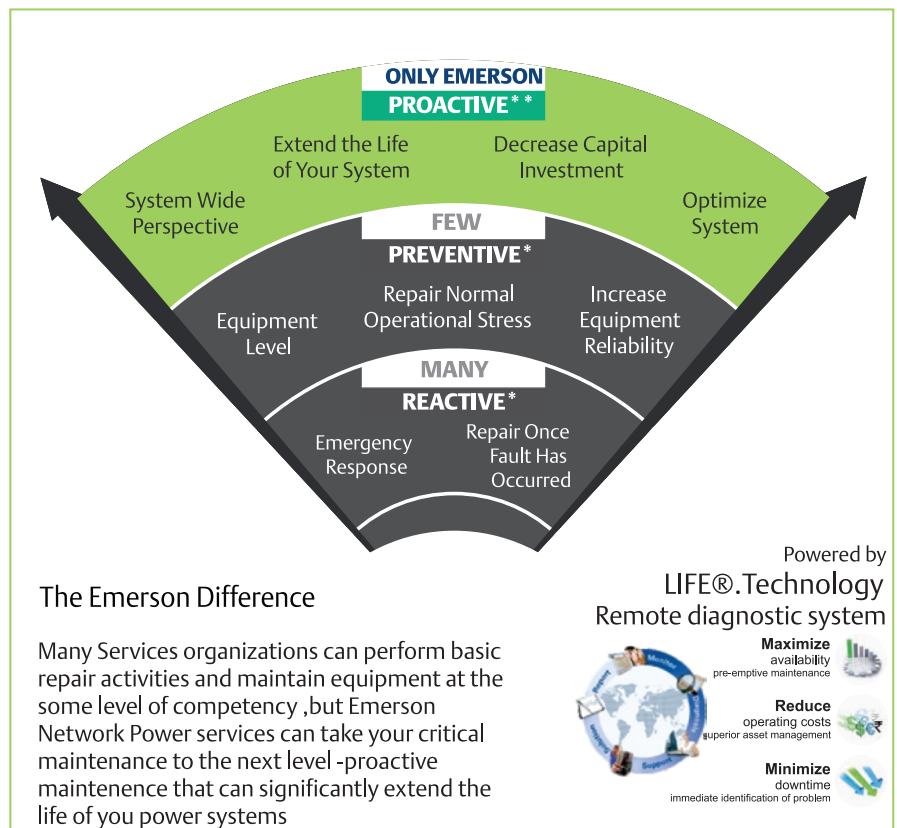 ONLY EMERSON
PROACTIVE**
Extend the Life
of Your System
Decrease Capital
Investment
System Wide
Perspective
Optimize
System
FEW
PREVENTIVE*
Equipment
Level
Repair Normal
Operational Stress
Increase
Equipment
Reliability
MANY
REACTIVE*
Emergency
Response
Repair Once
Fault Has
Occurred
The Emerson Difference
Many Services organizations can perform basic
repair activities and maintain equipment at the
some level of competency ,but Emerson
Network Power services can take your critical
maintenance to the next level -proactive
maintenence that can significantly extend the
life of you power systems
Powered by
LIFE®.Technology
Remote diagnostic system
Monitor
Support
Solution
Maximize
availability
pre-emptive maintenance
Reduce
operating costs
superior asset management
Minimize
downtime
immediate identification of problem